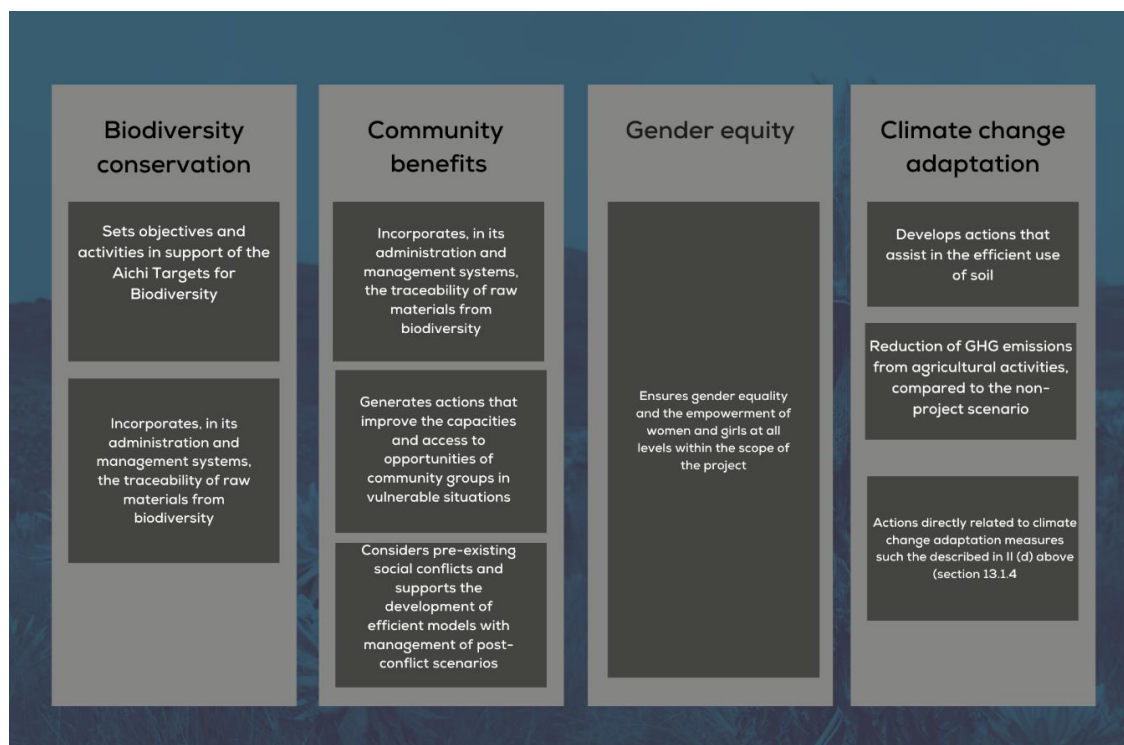 Biodiversity
conservation
Sets objectives and
activities in support of the
Aichi Targets for
Biodiversity
Incorporates, in its
administration and
management systems,
the traceability of raw
materials from
biodiversity
Community
benefits
Incorporates, in its
administration and
management systems,
the traceability of raw
materials from
biodiversity
Generates actions that
improve the capacities
and access to
opportunities of
community groups in
vulnerable situations
Considers pre-existing
social conflicts and
supports the
development of
efficient models with
management of post-
conflict scenarios
Gender equity
Ensures gender equality
and the empowerment of
women and girls at all
levels within the scope of
the project
Climate change
adaptation
Develops actions that
assist in the efficient use
of soil
Reduction of GHG emissions
from agricultural activities,
compared to the non-
project scenario
Actions directly related to climate
change adaptation measures
such the described in II (d) above
(section 13.1.4